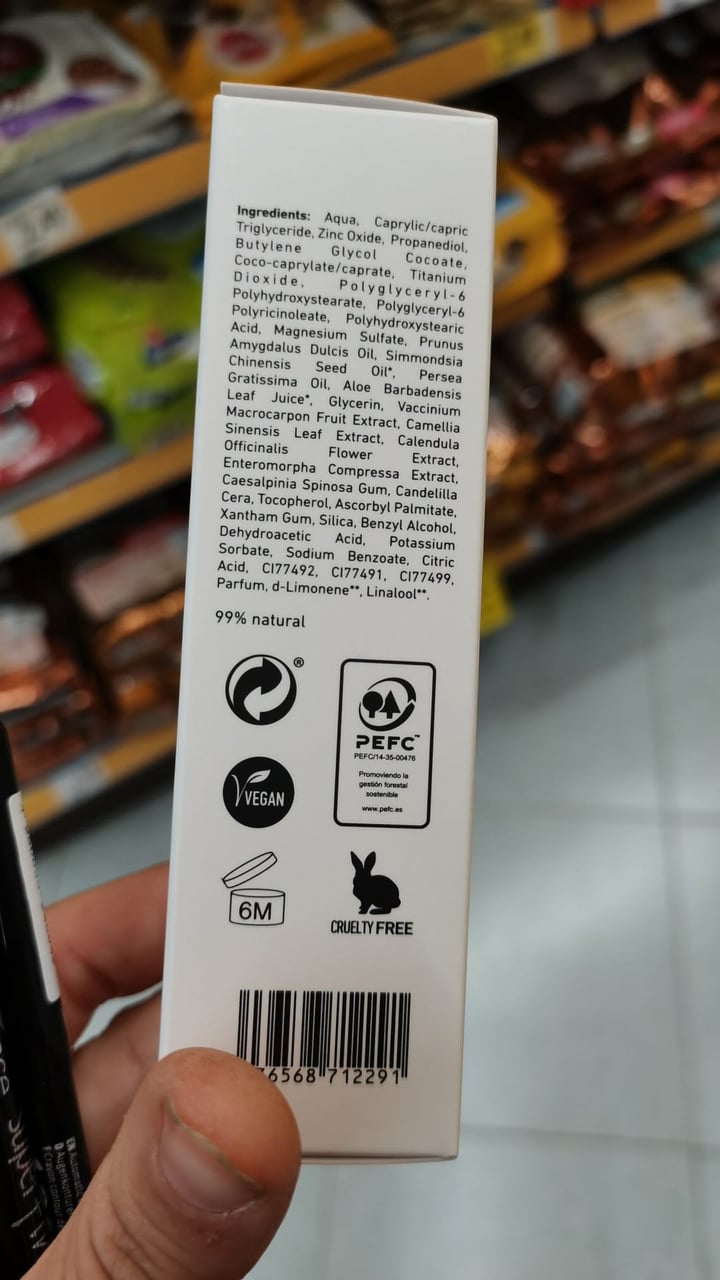 Ingredients: Aqua, Caprylic/capric
Triglyceride, Zinc Oxide, Propanediol,
Butylene Glycol Cocoate,
Coco-caprylate/caprate, Titanium
Dioxide, Polyglyceryl-6
Polyhydroxystearate, Polyglyceryl-6
Polyricinoleate, Polyhydroxystearic
Acid, Magnesium Sulfate, Prunus
Amygdalus Dulcis Oil, Simmondsia
Chinensis Seed Oil*, Persea
Gratissima Oil, Aloe Barbadensis
Leaf Juice*, Glycerin, Vaccinium
Macrocarpon Fruit Extract, Camellia
Sinensis Leaf Extract, Calendula
Officinalis Flower Extract,
Enteromorpha Compressa Extract,
Caesalpinia Spinosa Gum, Candelilla
Cera, Tocopherol, Ascorbyl Palmitate,
Xantham Gum, Silica, Benzyl Alcohol,
Dehydroacetic Acid, Potassium
Sorbate, Sodium Benzoate, Citric
Acid, CI77492, CI77491, CI77499,
Parfum, d-Limonene**, Linalool**.
99% natural
®
PEFC™
PEFC/14-35-00476
Promoviendo la
gestión forestal
sostenible
www.pefc.es
VEGAN
6M
CRUELTY FREE
76568 712291